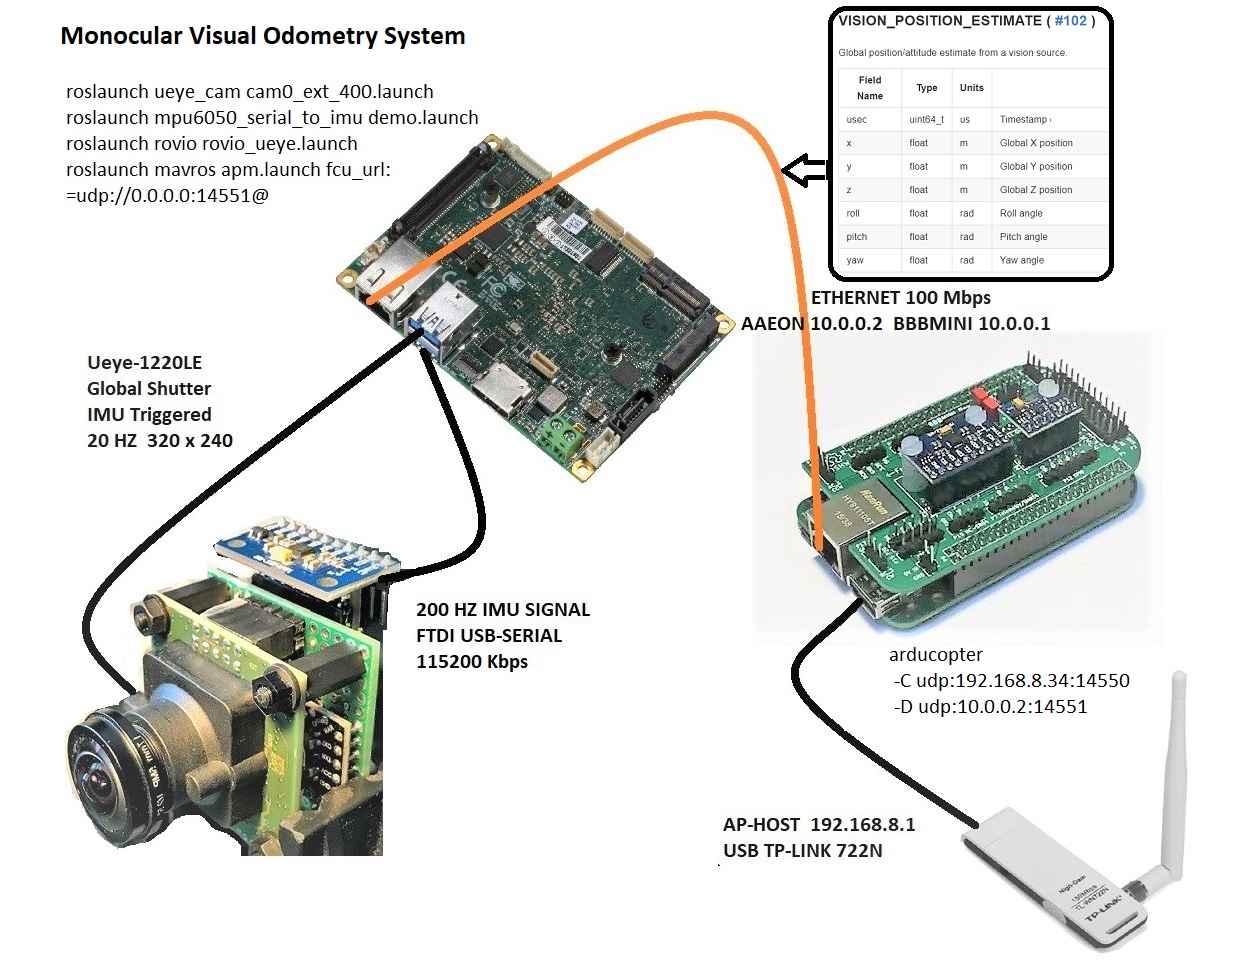 Monocular Visual Odometry System
roslaunch ueye_cam cam0_ext_400.launch
roslaunch mpu6050_serial_to_imu demo.launch
roslaunch rovio rovio_ueye.launch
roslaunch mavros apm.launch fcu_url:
=udp://0.0.0.0:14551@
VISION_POSITION_ESTIMATE ( #102 )
Global position/attitude estimate from a vision source.
Field Name Type Units
usec uint64_t us Timestamp
x float m Global X position
y float m Global Y position
z float m Global Z position
roll float rad Roll angle
pitch float rad Pitch angle
yaw float rad Yaw angle
ETHERNET 100 Mbps
AAEON 10.0.0.2 BBBMINI 10.0.0.1
Ueye-1220LE
Global Shutter
IMU Triggered
20 HZ 320 x 240
CE FC
HanRun
HY911105T
15/38
200 HZ IMU SIGNAL
FTDI USB-SERIAL
115200 Kbps
arducopter
-C udp:192.168.8.34:14550
-D udp:10.0.0.2:14551
AP-HOST 192.168.8.1
USB TP-LINK 722N
High-Gain
150Mbps
TL-WN722N
TP-LINK